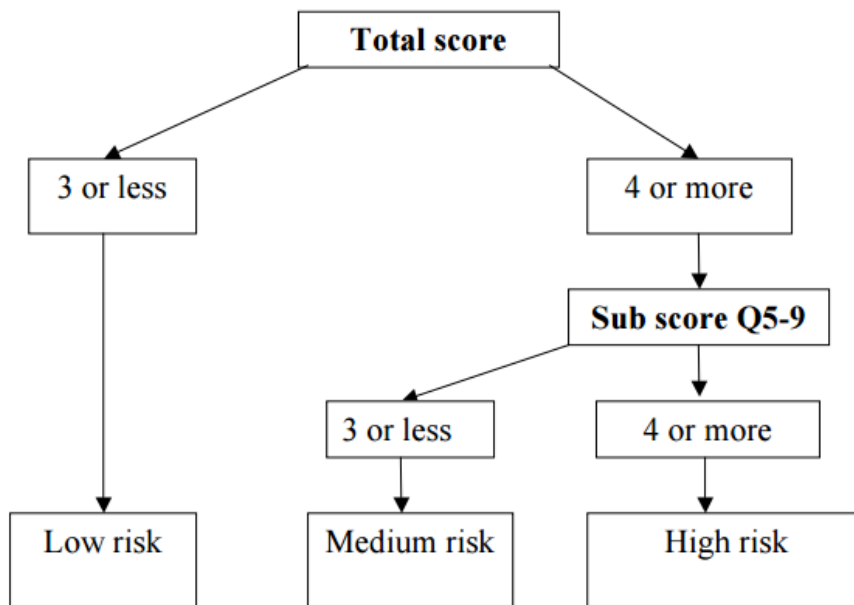 Total score
3 or less
4 or more
Sub score Q5-9
3 or less
4 or more
Low risk
Medium risk
High risk